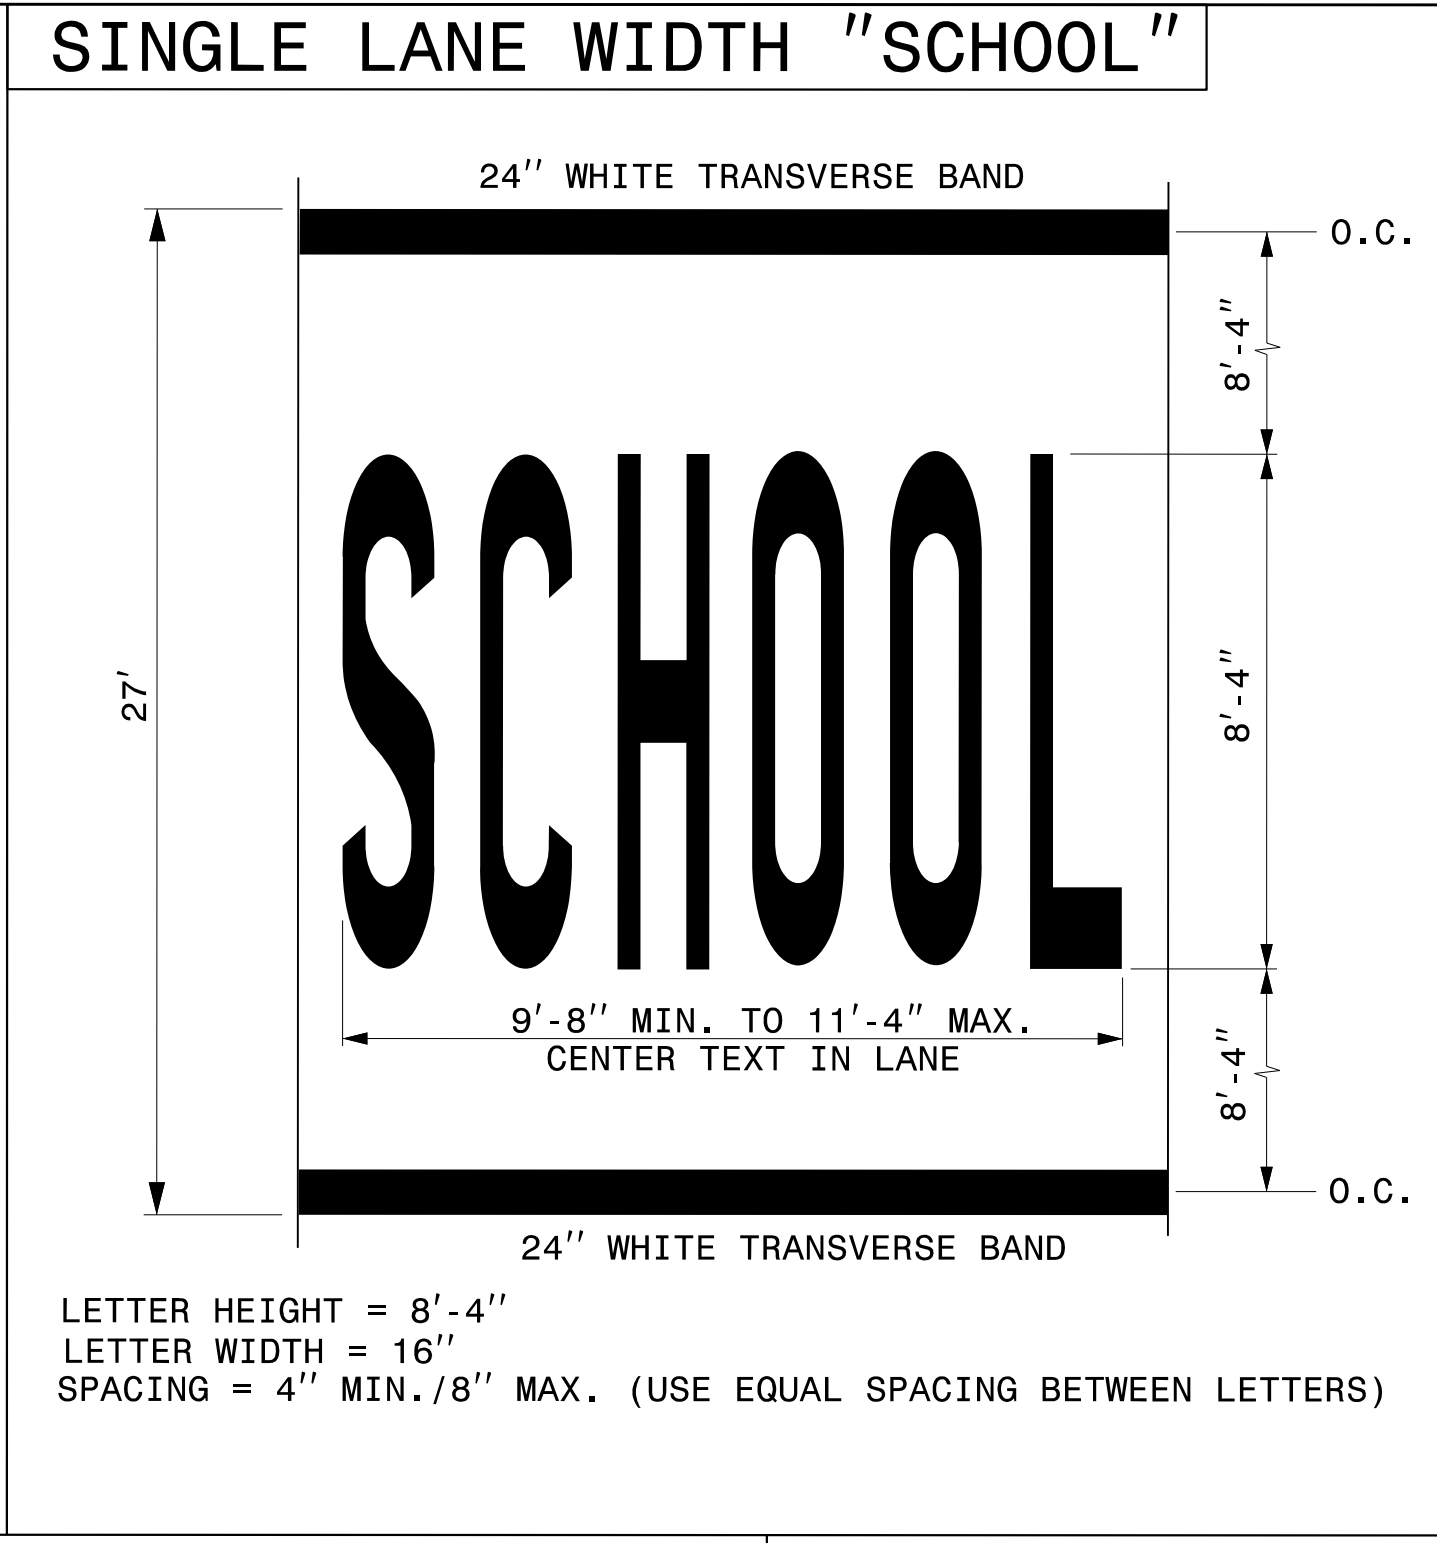 SINGLE LANE WIDTH "SCHOOL"
24" WHITE TRANSVERSE BAND
O.C.
8'-4"
SCHOOL
27'
8'-4"
9'-8" MIN. TO 11'-4" MAX.
CENTER TEXT IN LANE
8'-4"
O.C.
24" WHITE TRANSVERSE BAND
LETTER HEIGHT = 8'-4"
LETTER WIDTH = 16"
SPACING = 4" MIN./8" MAX. (USE EQUAL SPACING BETWEEN LETTERS)